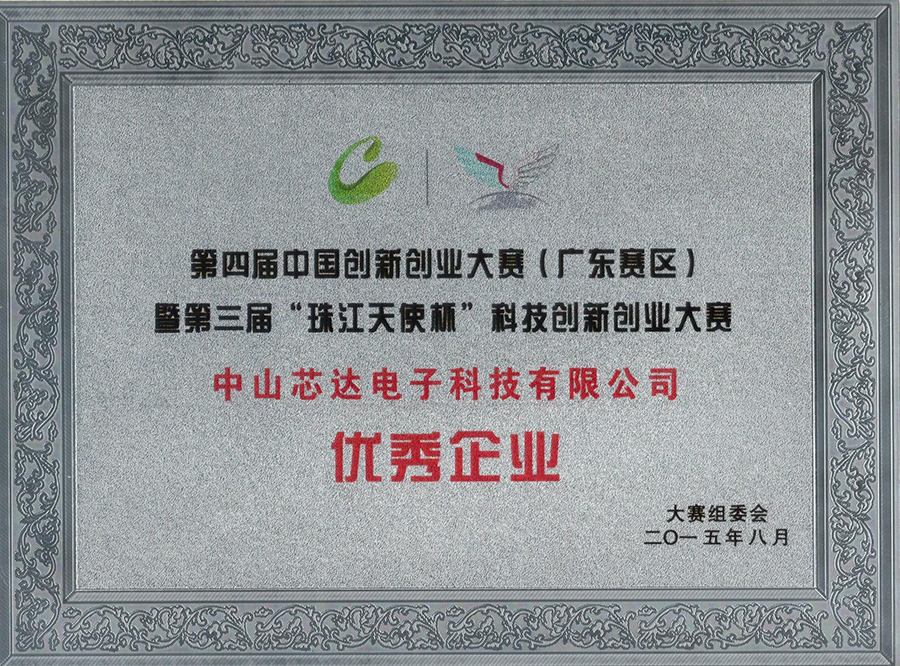 第四届中国创新创业大赛（广东赛区）
暨第三届“珠江天使杯”科技创新创业大赛
中山芯达电子科技有限公司
优秀企业
大赛组委会
二〇一五年八月